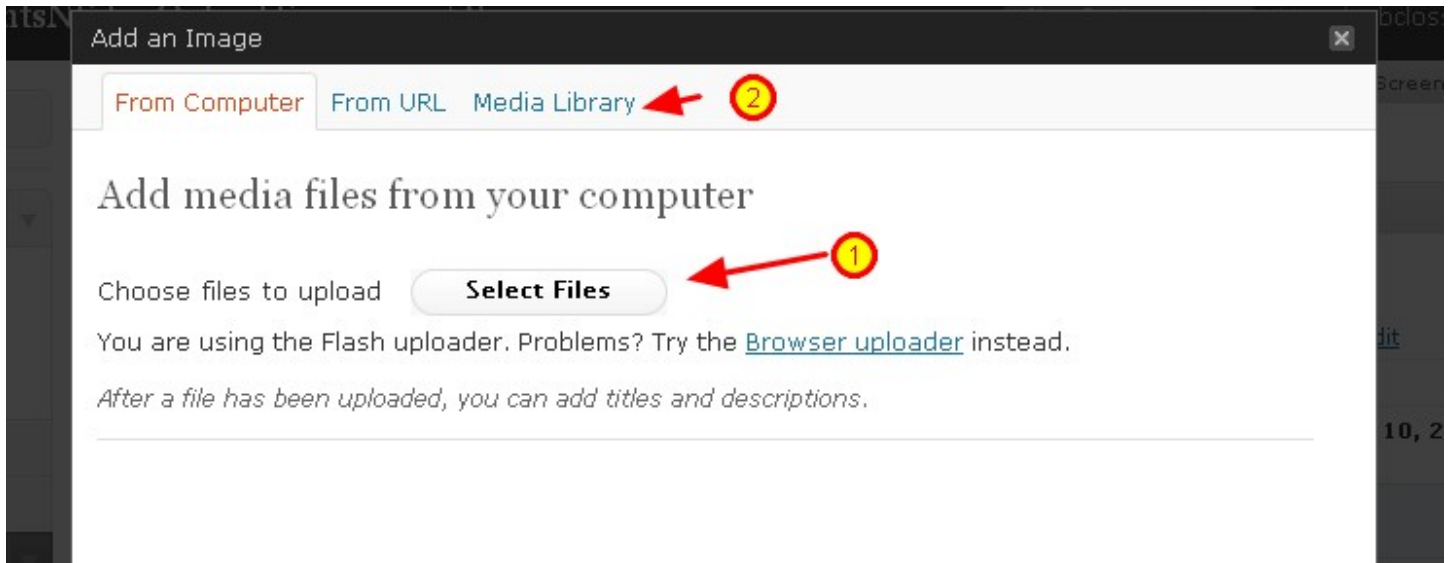 Add an Image
From Computer From URL Media Library 2
Add media files from your computer
1
Choose files to upload Select Files
You are using the Flash uploader. Problems? Try the Browser uploader instead.
After a file has been uploaded, you can add titles and descriptions.
10, 2